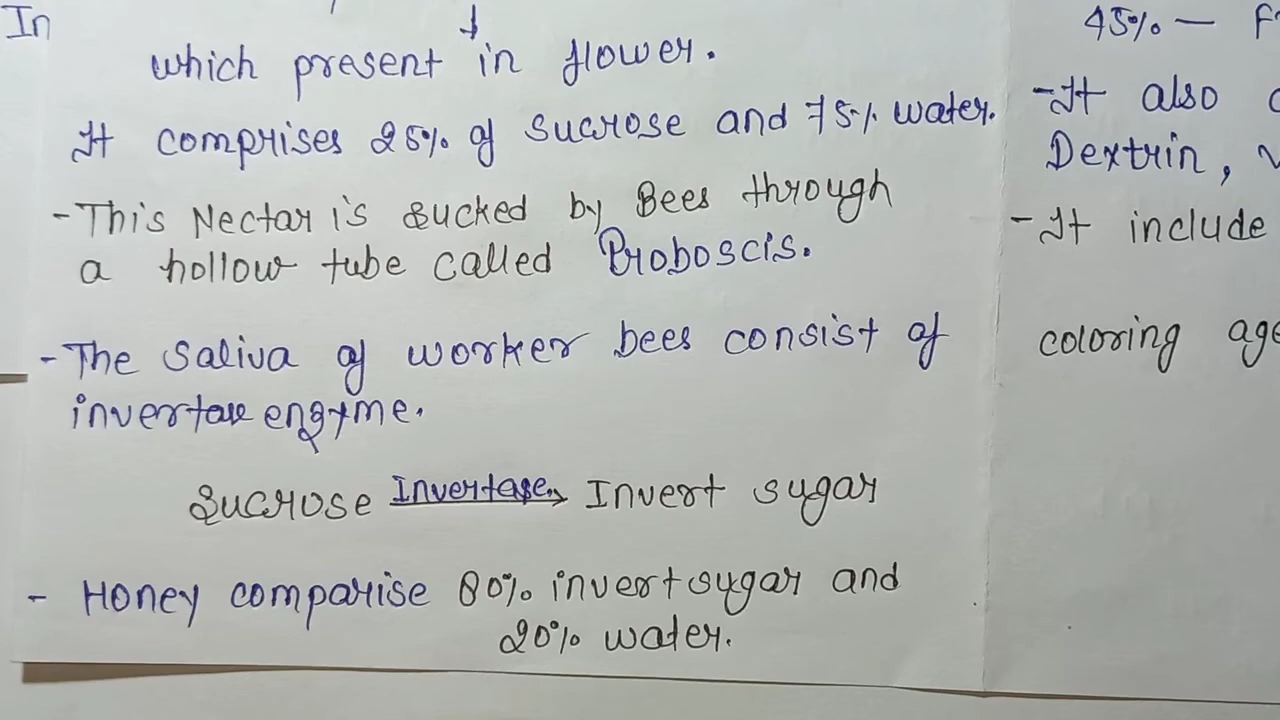 In
which present in flower.
It comprises 25% of sucrose and 75% water.
- This Nectar is sucked by Bees through
a hollow tube called Proboscis.
- The saliva of worker bees consist of
invertase enzyme.
Sucrose Invertase Invert sugar
- Honey comparise 80% invert sugar and
20% water.
45% —
- It also
Dextrin,
- It include
coloring